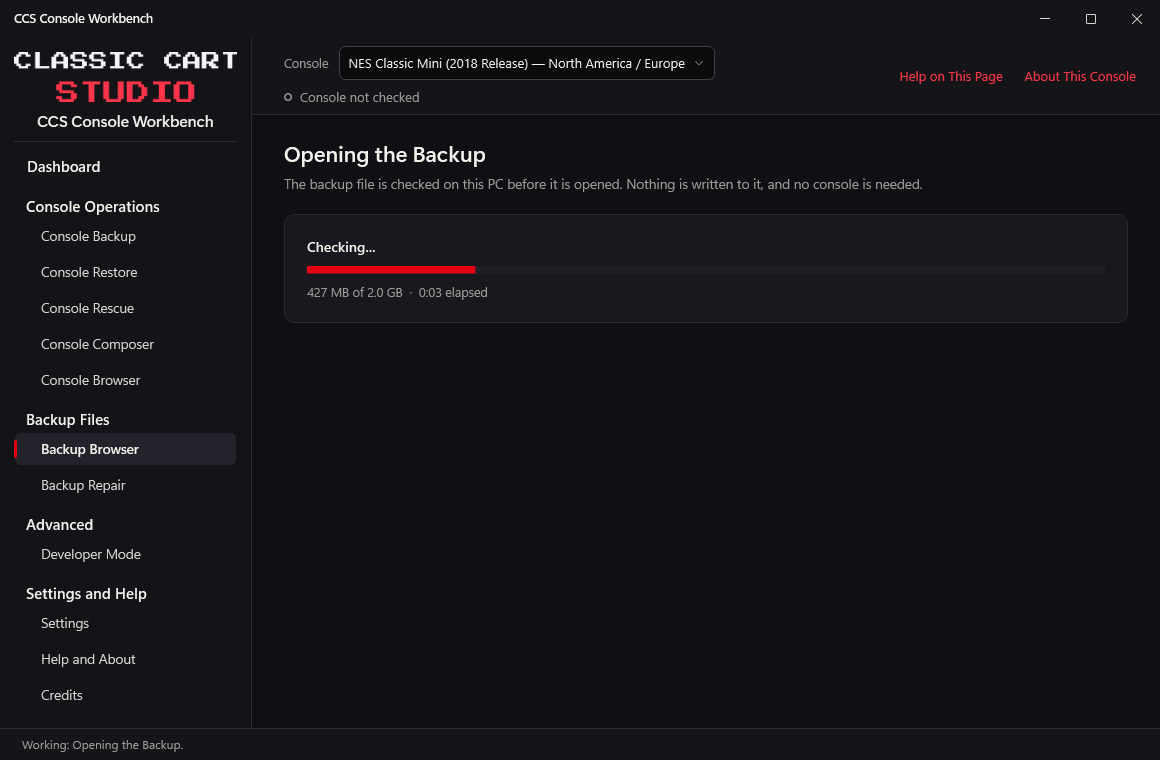 CCS Console Workbench
CLASSIC CART
STUDIO
CCS Console Workbench
Dashboard
Console Operations
Console Backup
Console Restore
Console Rescue
Console Composer
Console Browser
Backup Files
Backup Browser
Backup Repair
Advanced
Developer Mode
Settings and Help
Settings
Help and About
Credits
Console NES Classic Mini (2018 Release) — North America / Europe
Console not checked
Help on This Page About This Console
Opening the Backup
The backup file is checked on this PC before it is opened. Nothing is written to it, and no console is needed.
Checking...
427 MB of 2.0 GB · 0:03 elapsed
Working: Opening the Backup.